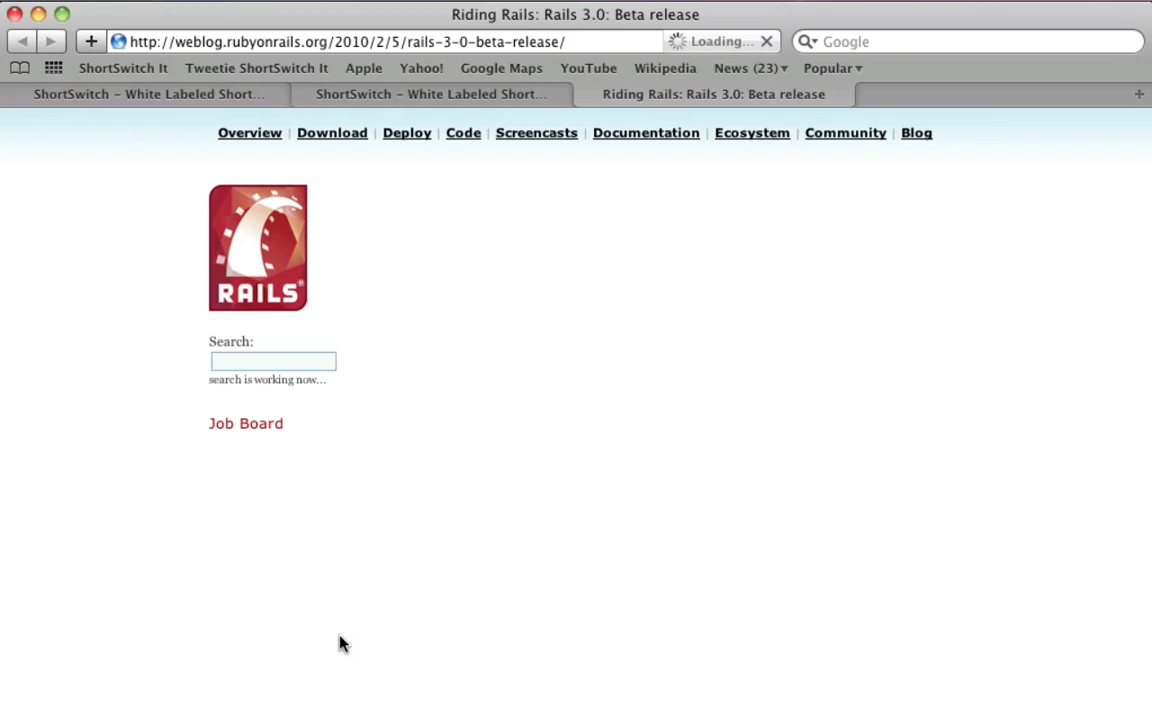 Riding Rails: Rails 3.0: Beta release
http://weblog.rubyonrails.org/2010/2/5/rails-3-0-beta-release/ Loading... Google
ShortSwitch It Tweetie ShortSwitch It Apple Yahoo! Google Maps YouTube Wikipedia News (23) Popular
ShortSwitch – White Labeled Short... ShortSwitch – White Labeled Short... Riding Rails: Rails 3.0: Beta release
Overview | Download | Deploy | Code | Screencasts | Documentation | Ecosystem | Community | Blog
RAILS®
Search:
search is working now...
Job Board